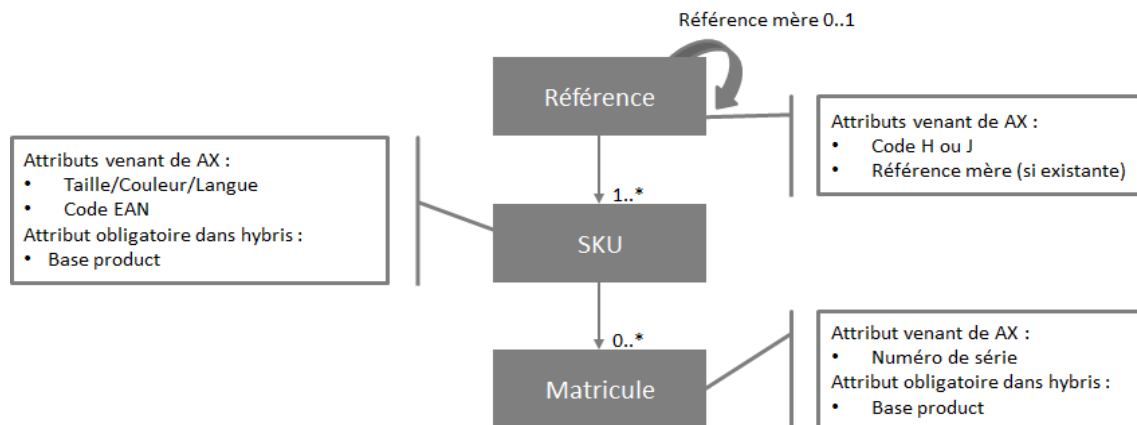 Référence mère 0..1
Référence
Attributs venant de AX :
• Code H ou J
• Référence mère (si existante)
Attributs venant de AX :
• Taille/Couleur/Langue
• Code EAN
Attribut obligatoire dans hybris :
• Base product
1..*
SKU
0..*
Matricule
Attribut venant de AX :
• Numéro de série
Attribut obligatoire dans hybris :
• Base product